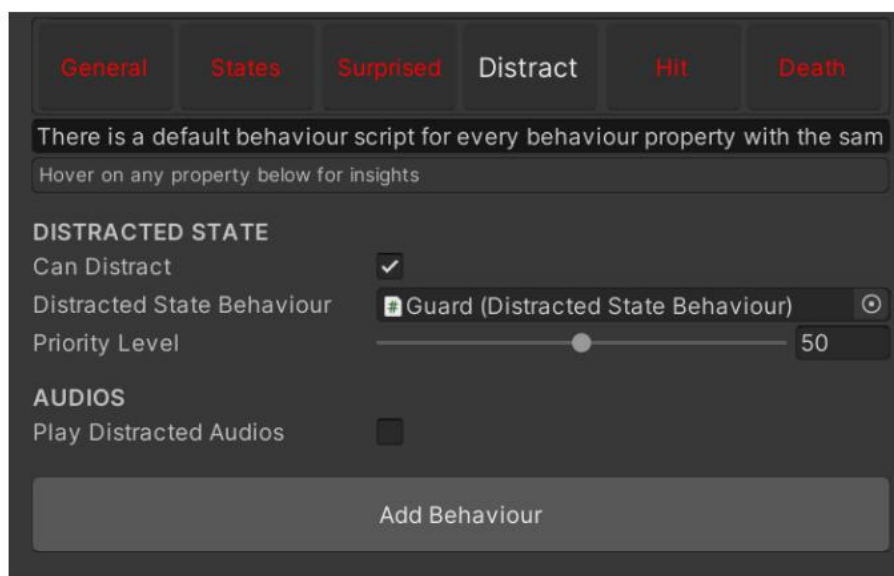 General States Surprised Distract Hit Death
There is a default behaviour script for every behaviour property with the sam
Hover on any property below for insights
DISTRACTED STATE
Can Distract
Distracted State Behaviour # Guard (Distracted State Behaviour)
Priority Level 50
AUDIOS
Play Distracted Audios
Add Behaviour